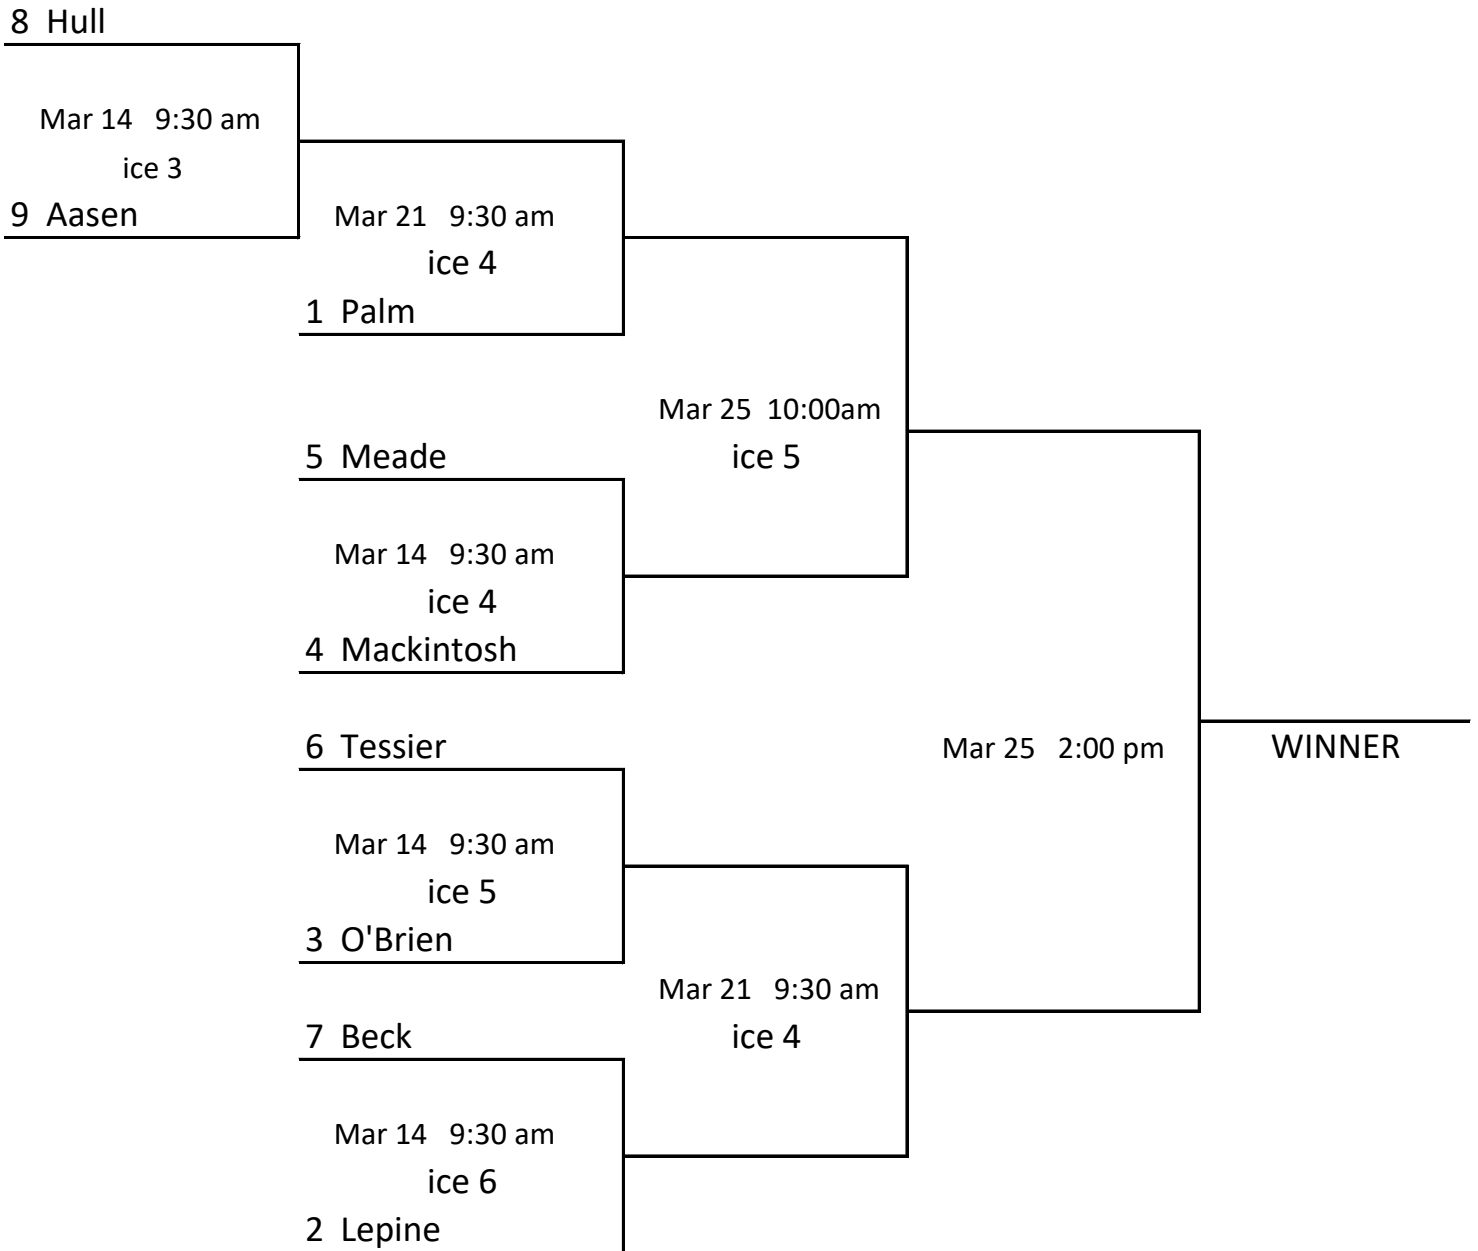 8 Hull
Mar 14 9:30 am
ice 3
9 Aasen
Mar 21 9:30 am
ice 4
1 Palm
Mar 25 10:00am
ice 5
5 Meade
Mar 14 9:30 am
ice 4
4 Mackintosh
6 Tessier
Mar 25 2:00 pm
WINNER
Mar 14 9:30 am
ice 5
3 O'Brien
Mar 21 9:30 am
ice 4
7 Beck
Mar 14 9:30 am
ice 6
2 Lepine